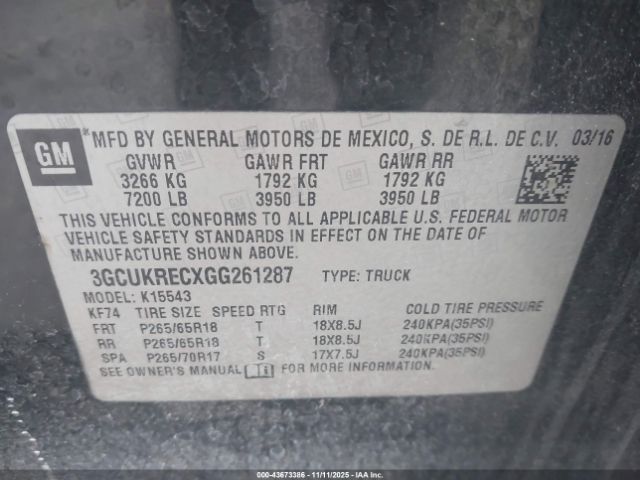 GM
*MFD BY GENERAL MOTORS DE MEXICO, S. DE R.L. DE C.V. 03/16
GVWR GAWR FRT GAWR RR
3266 KG 1792 KG 1792 KG
7200 LB 3950 LB 3950 LB
THIS VEHICLE CONFORMS TO ALL APPLICABLE U.S. FEDERAL MOTOR
VEHICLE SAFETY STANDARDS IN EFFECT ON THE DATE OF
MANUFACTURE SHOWN ABOVE.
3GCUKRECXGG261287 TYPE: TRUCK
MODEL: K15543
KF74 TIRE SIZE SPEED RTG RIM COLD TIRE PRESSURE
FRT P265/65R18 T 18X8.5J 240KPA(35PSI)
RR P265/65R18 T 18X8.5J 240KPA(35PSI)
SPA P265/70R17 S 17X7.5J 240KPA(35PSI)
SEE OWNER'S MANUAL FOR MORE INFORMATION.
00-43673386 - 11/11/2025 - IAAI.COM